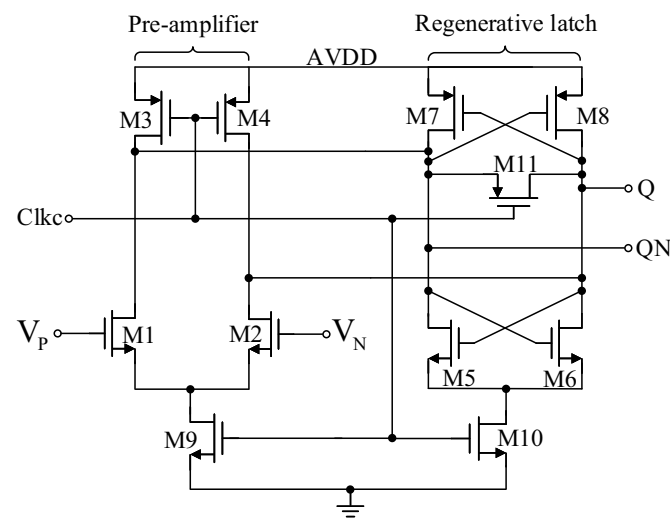 Pre-amplifier
Regenerative latch
AVDD
M3
M4
M7
M8
M11
Clkc
Q
QN
V_P
M1
M2
V_N
M5
M6
M9
M10